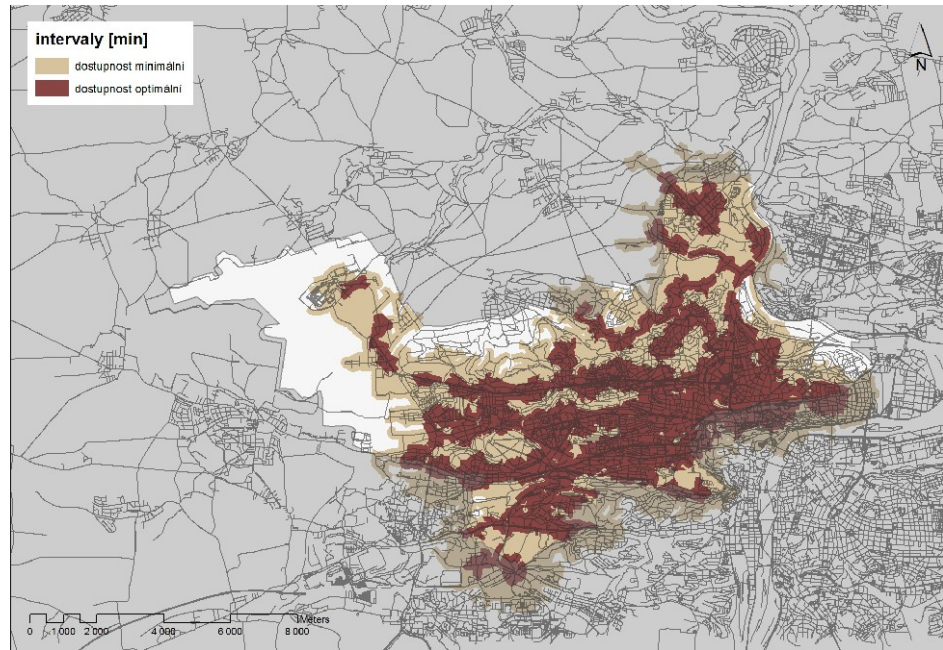 intervaly [min]
dostupnost minimální
dostupnost optimální
N
Meters
0 1 000 2 000 4 000 6 000 8 000